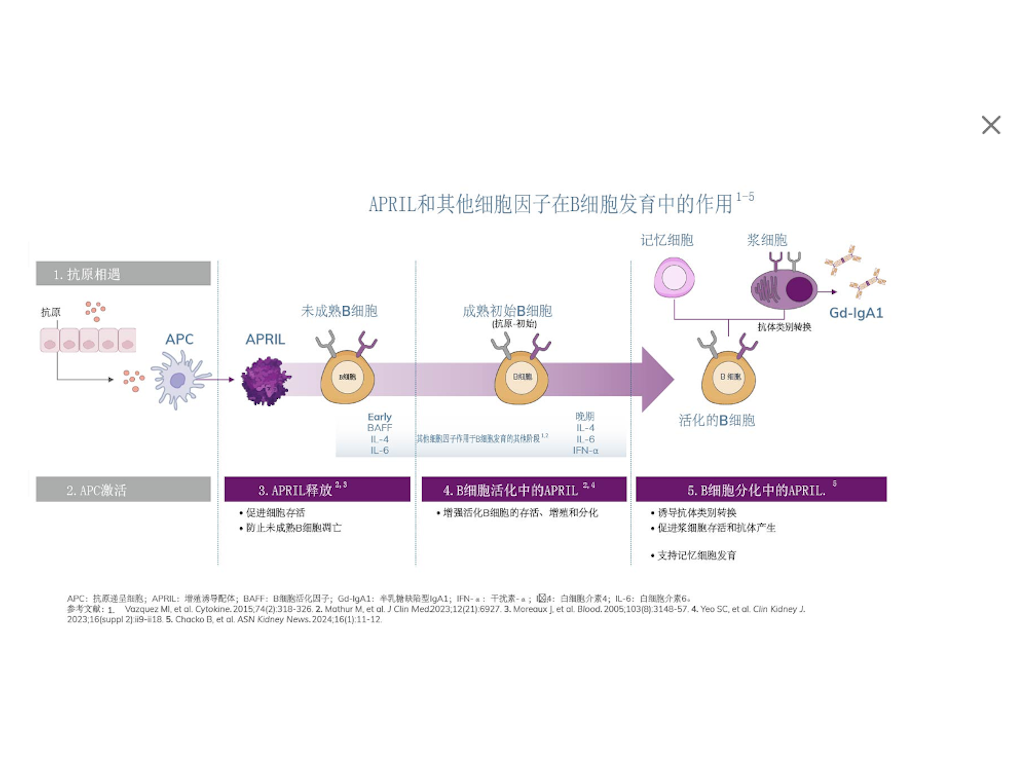 APRIL和其他细胞因子在B细胞发育中的作用1-5
记忆细胞
浆细胞
1.抗原相遇
抗原
APC
APRIL
未成熟B细胞
成熟初始B细胞
(抗原-初始)
Gd-IgA1
抗体类别转换
B细胞
B细胞
B 细胞
活化的B细胞
Early
BAFF
IL-4
IL-6
其他细胞因子作用于B细胞发育的其他阶段1,2
晚期
IL-4
IL-6
IFN-α
2.APC激活
3.APRIL释放2,3
4.B细胞活化中的APRIL 2,4
5.B细胞分化中的APRIL. 5
• 促进细胞存活
• 防止未成熟B细胞凋亡
• 增强活化B细胞的存活、增殖和分化
• 诱导抗体类别转换
• 促进浆细胞存活和抗体产生
• 支持记忆细胞发育
APC: 抗原递呈细胞; APRIL: 增殖诱导配体; BAFF: B细胞活化因子; Gd-IgA1: 半乳糖缺陷型IgA1; IFN-α: 干扰素-α; 4: 白细胞介素4; IL-6: 白细胞介素6。
参考文献: 1. Vazquez MI, et al. Cytokine. 2015;74(2):318-326. 2. Mathur M, et al. J Clin Med2023;12(21):6927. 3. Moreaux J, et al. Blood. 2005;103(8):3148-57. 4. Yeo SC, et al. Clin Kidney J.
2023;16(suppl 2):ii9-ii18. 5. Chacko B, et al. ASN Kidney News. 2024;16(1):11-12.